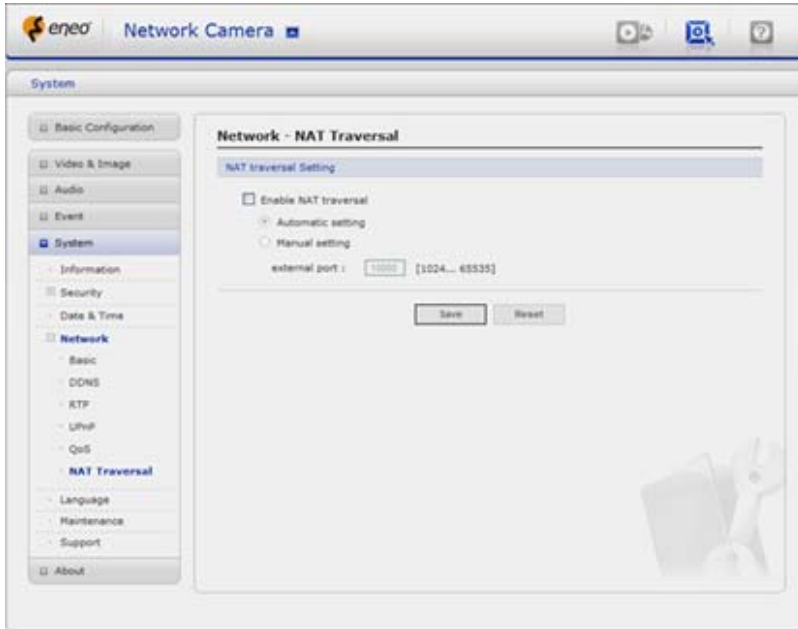 eneo Network Camera
System
Basic Configuration
Video & Image
Audio
Event
System
Information
Security
Date & Time
Network
Basic
DDNS
RTP
UPnP
QoS
NAT Traversal
Language
Maintenance
Support
About
Network - NAT Traversal
NAT traversal Setting
Enable NAT traversal
Automatic setting
Manual setting
external port : 10000 [1024... 65535]
Save Reset